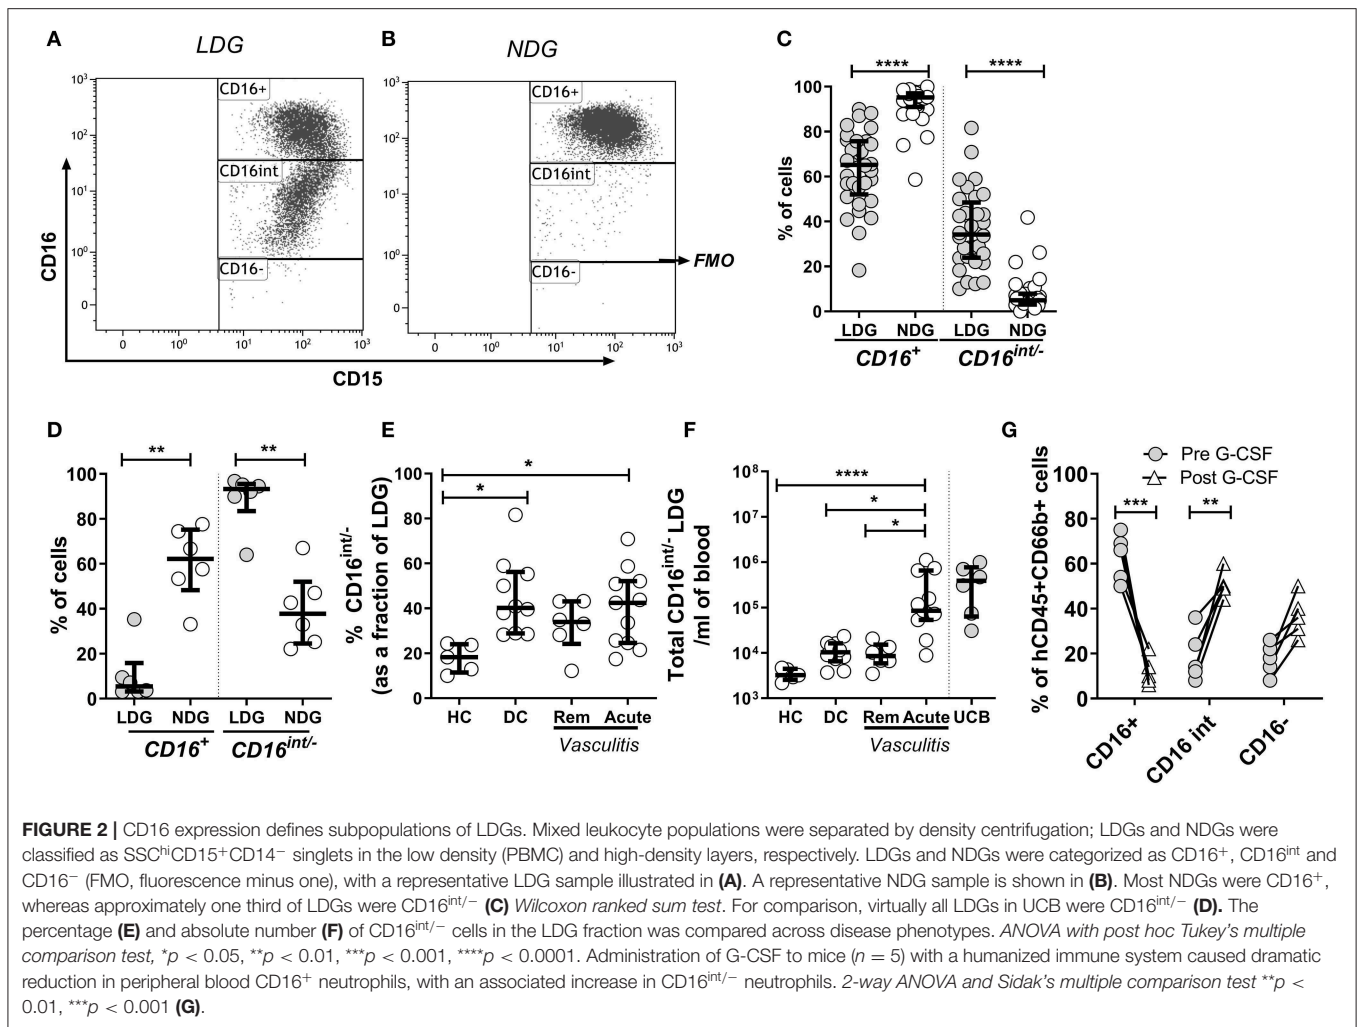 A
LDG
CD16+
CD16int
CD16-
10³
10²
10¹
10⁰
0
0
10⁰
10¹
10²
10³
CD16
CD15
B
NDG
CD16+
CD16int
CD16-
FMO
10³
10²
10¹
10⁰
0
0
10⁰
10¹
10²
10³
C
**** ****
% of cells
100
80
60
40
20
0
LDG NDG LDG NDG
CD16⁺ CD16ⁱⁿᵗ/⁻
D
** **
% of cells
100
80
60
40
20
0
LDG NDG LDG NDG
CD16⁺ CD16ⁱⁿᵗ/⁻
E
*
*
% CD16ⁱⁿᵗ/⁻
(as a fraction of LDG)
100
80
60
40
20
0
HC DC Rem Acute
Vasculitis
F
****
*
*
Total CD16ⁱⁿᵗ/⁻ LDG
/ml of blood
10⁸
10⁷
10⁶
10⁵
10⁴
10³
HC DC Rem Acute UCB
Vasculitis
G
Pre G-CSF
Post G-CSF
*** **
% of hCD45+CD66b+ cells
100
80
60
40
20
0
CD16+ CD16 int CD16-
FIGURE 2 | CD16 expression defines subpopulations of LDGs. Mixed leukocyte populations were separated by density centrifugation; LDGs and NDGs were
classified as SSCʰⁱCD15⁺CD14⁻ singlets in the low density (PBMC) and high-density layers, respectively. LDGs and NDGs were categorized as CD16⁺, CD16ⁱⁿᵗ and
CD16⁻ (FMO, fluorescence minus one), with a representative LDG sample illustrated in (A). A representative NDG sample is shown in (B). Most NDGs were CD16⁺,
whereas approximately one third of LDGs were CD16ⁱⁿᵗ/⁻ (C) Wilcoxon ranked sum test. For comparison, virtually all LDGs in UCB were CD16ⁱⁿᵗ/⁻ (D). The
percentage (E) and absolute number (F) of CD16ⁱⁿᵗ/⁻ cells in the LDG fraction was compared across disease phenotypes. ANOVA with post hoc Tukey's multiple
comparison test, *p < 0.05, **p < 0.01, ***p < 0.001, ****p < 0.0001. Administration of G-CSF to mice (n = 5) with a humanized immune system caused dramatic
reduction in peripheral blood CD16⁺ neutrophils, with an associated increase in CD16ⁱⁿᵗ/⁻ neutrophils. 2-way ANOVA and Sidak's multiple comparison test **p <
0.01, ***p < 0.001 (G).